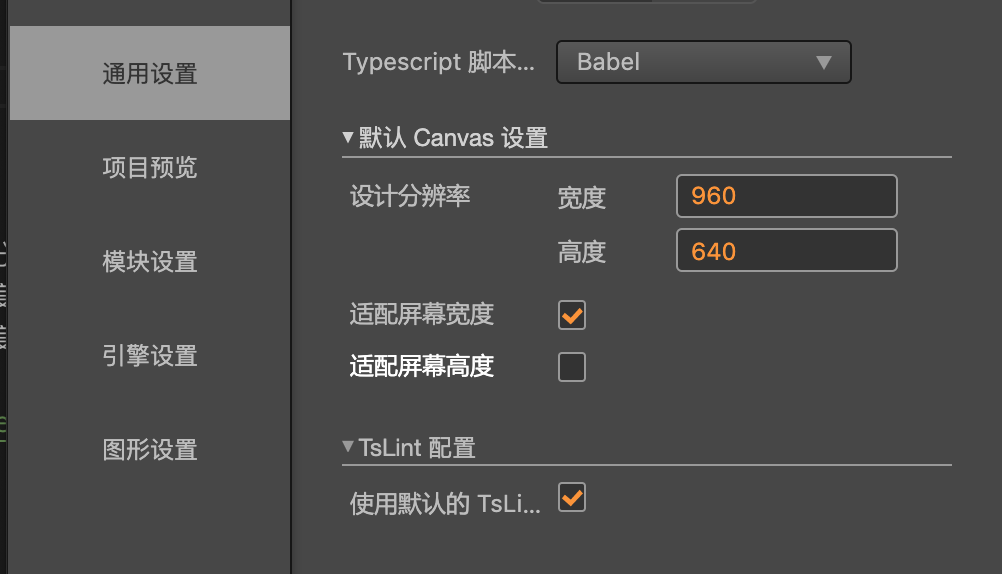 通用设置
项目预览
模块设置
引擎设置
图形设置
Typescript 脚本... Babel
默认 Canvas 设置
设计分辨率 宽度 960
高度 640
适配屏幕宽度
适配屏幕高度
TsLint 配置
使用默认的 TsLi...